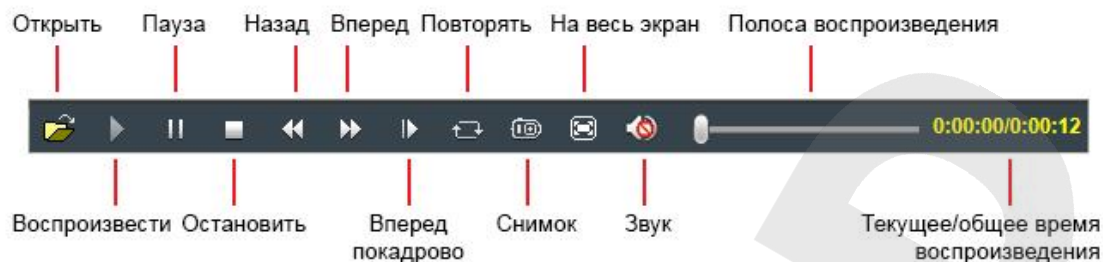 Открыть Пауза Назад Вперед Повторять На весь экран Полоса воспроизведения
0:00:00/0:00:12
Воспроизвести Остановить Вперед покадрово Снимок Звук Текущее/общее время воспроизведения